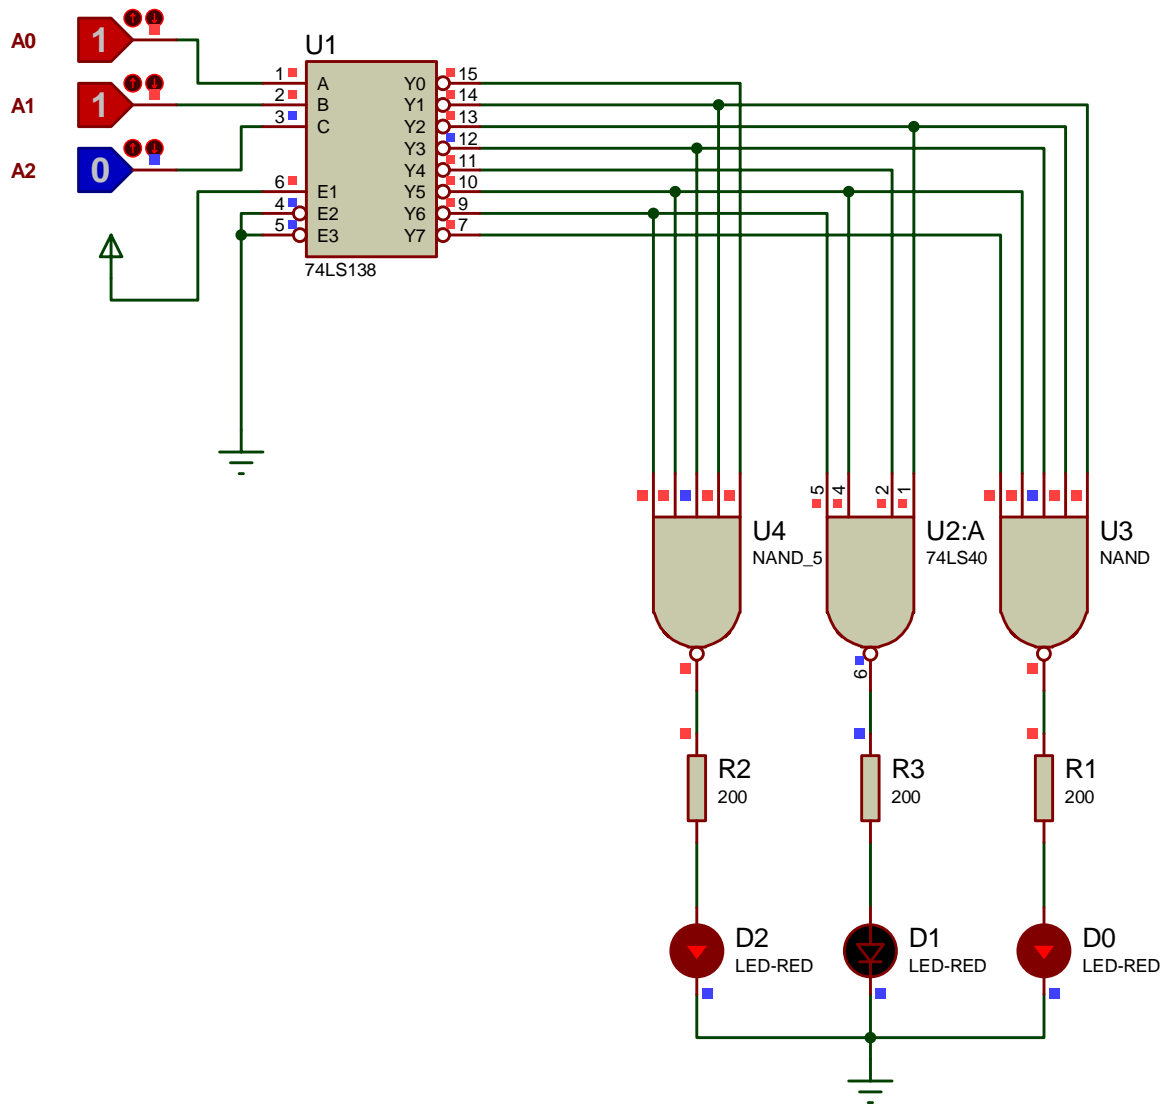 A0
1
A1
1
A2
0
U1
1
2
3
6
4
5
A
B
C
E1
E2
E3
Y0
Y1
Y2
Y3
Y4
Y5
Y6
Y7
15
14
13
12
11
10
9
7
74LS138
5
4
2
1
U4
NAND_5
U2:A
74LS40
U3
NAND
6
R2
200
R3
200
R1
200
D2
LED-RED
D1
LED-RED
D0
LED-RED